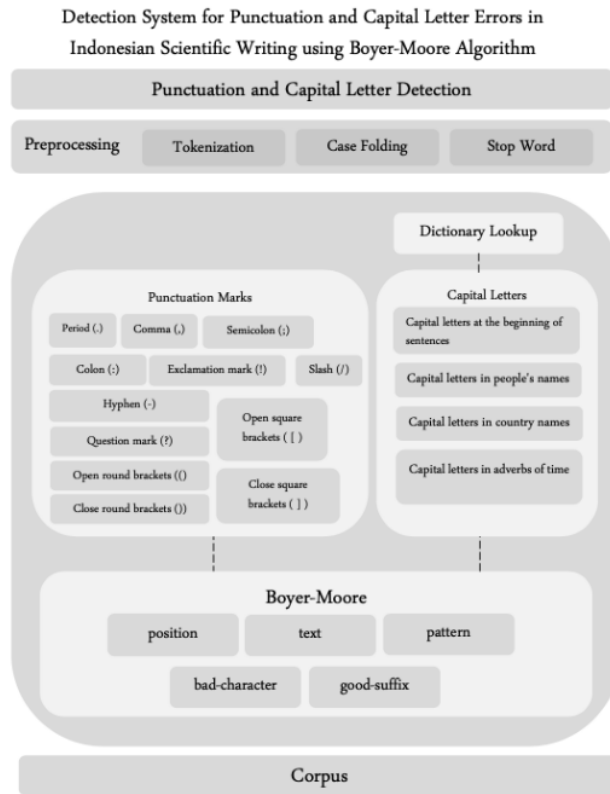 Detection System for Punctuation and Capital Letter Errors in
Indonesian Scientific Writing using Boyer-Moore Algorithm
Punctuation and Capital Letter Detection
Preprocessing
Tokenization
Case Folding
Stop Word
Dictionary Lookup
Punctuation Marks
Period (.)
Comma (,)
Semicolon (;)
Colon (:)
Exclamation mark (!)
Slash (/)
Hyphen (-)
Question mark (?)
Open round brackets (()
Close round brackets ())
Open square
brackets ( [ )
Close square
brackets ( ] )
Capital Letters
Capital letters at the beginning of
sentences
Capital letters in people's names
Capital letters in country names
Capital letters in adverbs of time
Boyer-Moore
position
text
pattern
bad-character
good-suffix
Corpus